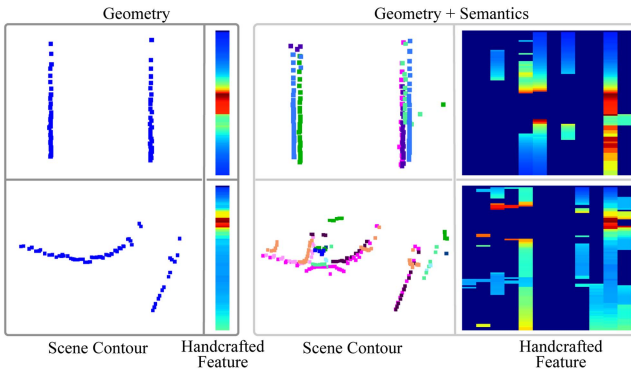 Geometry
Geometry + Semantics
Scene Contour
Handcrafted
Feature
Scene Contour
Handcrafted
Feature